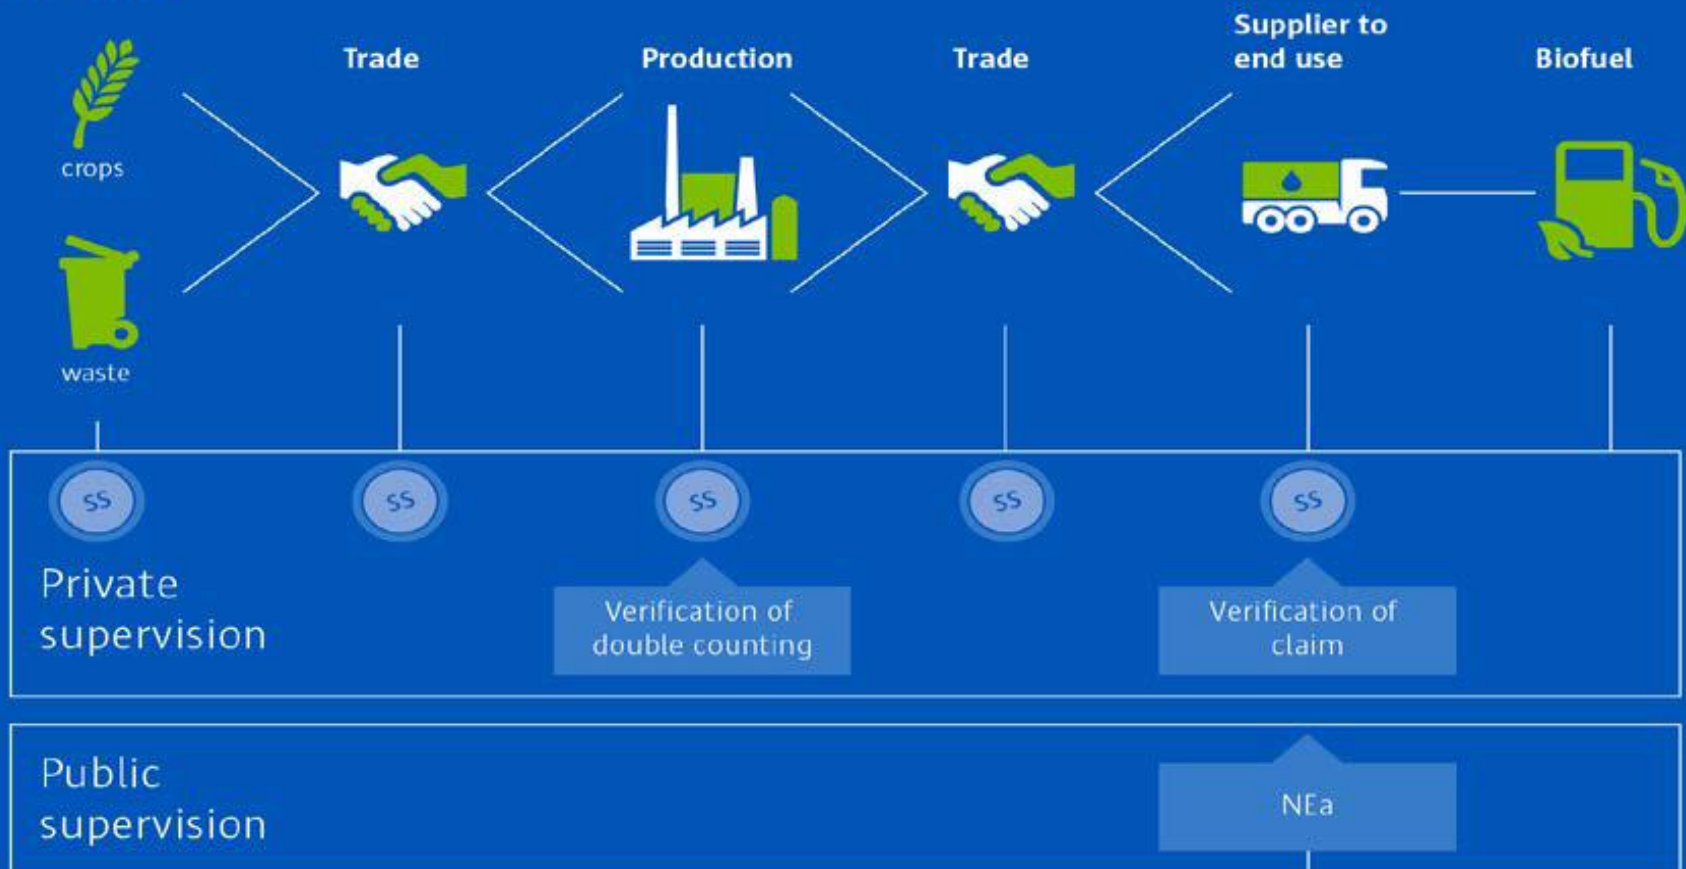 Trade
Production
Trade
Supplier to
end use
Biofuel
crops
waste
SS
SS
SS
SS
SS
Private
supervision
Verification of
double counting
Verification of
claim
Public
supervision
NEa